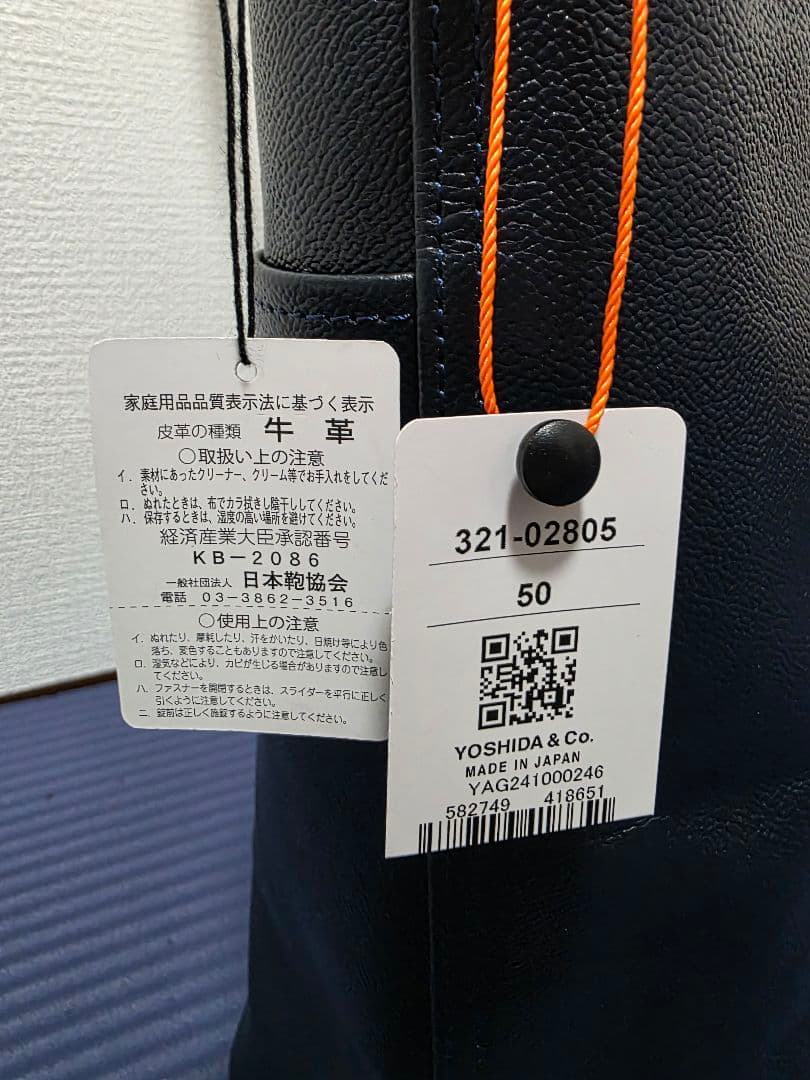 家庭用品品質表示法に基づく表示
皮革の種類 牛 革
○取扱い上の注意
イ. 素材にあったクリーナー、クリーム等でお手入れをしてくだ
さい。
ロ. ぬれたときは、布でカラ拭きし陰干ししてください。
ハ. 保存するときは、湿度の高い場所を避けてください。
経済産業大臣承認番号
KB-2086
一般社団法人 日本鞄協会
電話 03-3862-3516
○使用上の注意
イ. ぬれたり、摩耗したり、汗をかいたり、日焼け等により色
落ち、変色することもありますので注意してください。
ロ. 湿気などにより、カビが生じる場合がありますので注意し
てください。
ハ. ファスナーを開閉するときは、スライダーを平行に正しく
引くように注意してください。
ニ. 錠前は正しく施錠するように注意してください。
321-02805
50
YOSHIDA & Co.
MADE IN JAPAN
YAG241000246
582749 418651